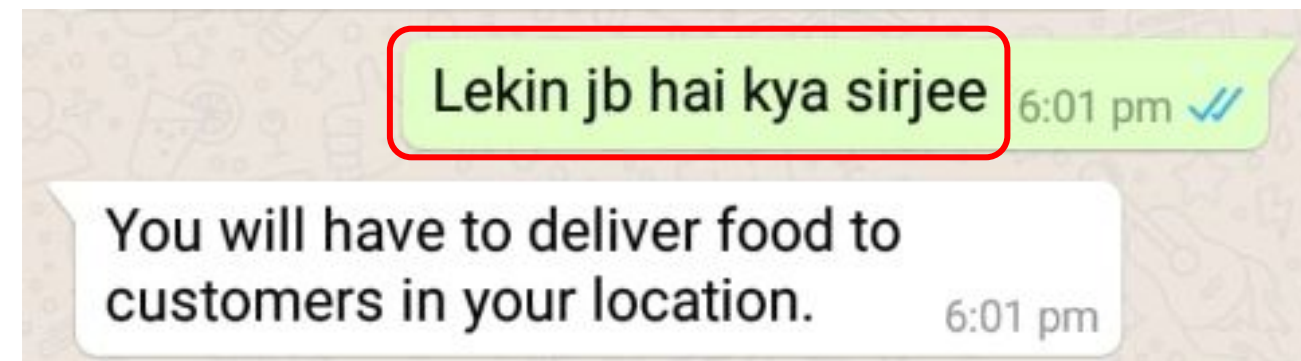 Lekin jb hai kya sirjee 6:01 pm
You will have to deliver food to
customers in your location. 6:01 pm